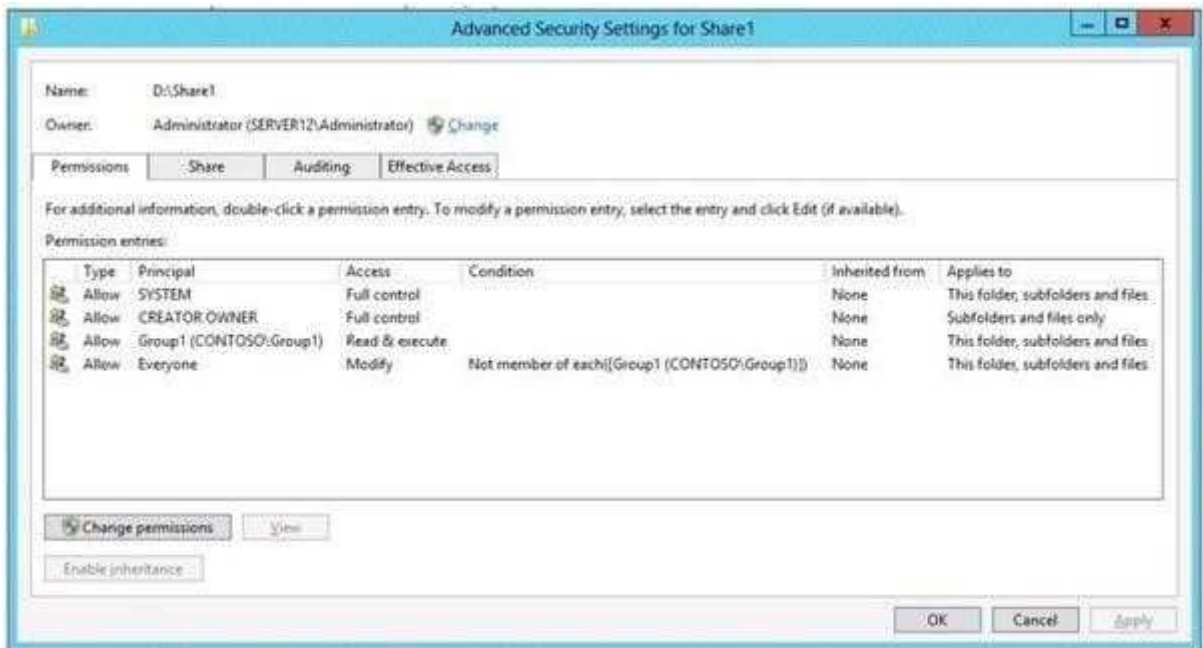 Advanced Security Settings for Share1
Name: D:\Share1
Owner: Administrator (SERVER12\Administrator) Change
Permissions Share Auditing Effective Access
For additional information, double-click a permission entry. To modify a permission entry, select the entry and click Edit (if available).
Permission entries:
Type Principal Access Condition Inherited from Applies to
Allow SYSTEM Full control None This folder, subfolders and files
Allow CREATOR OWNER Full control None Subfolders and files only
Allow Group1 (CONTOSO\Group1) Read & execute None This folder, subfolders and files
Allow Everyone Modify Not member of each({Group1 (CONTOSO\Group1)}) None This folder, subfolders and files
Change permissions View
Enable inheritance
OK Cancel Apply